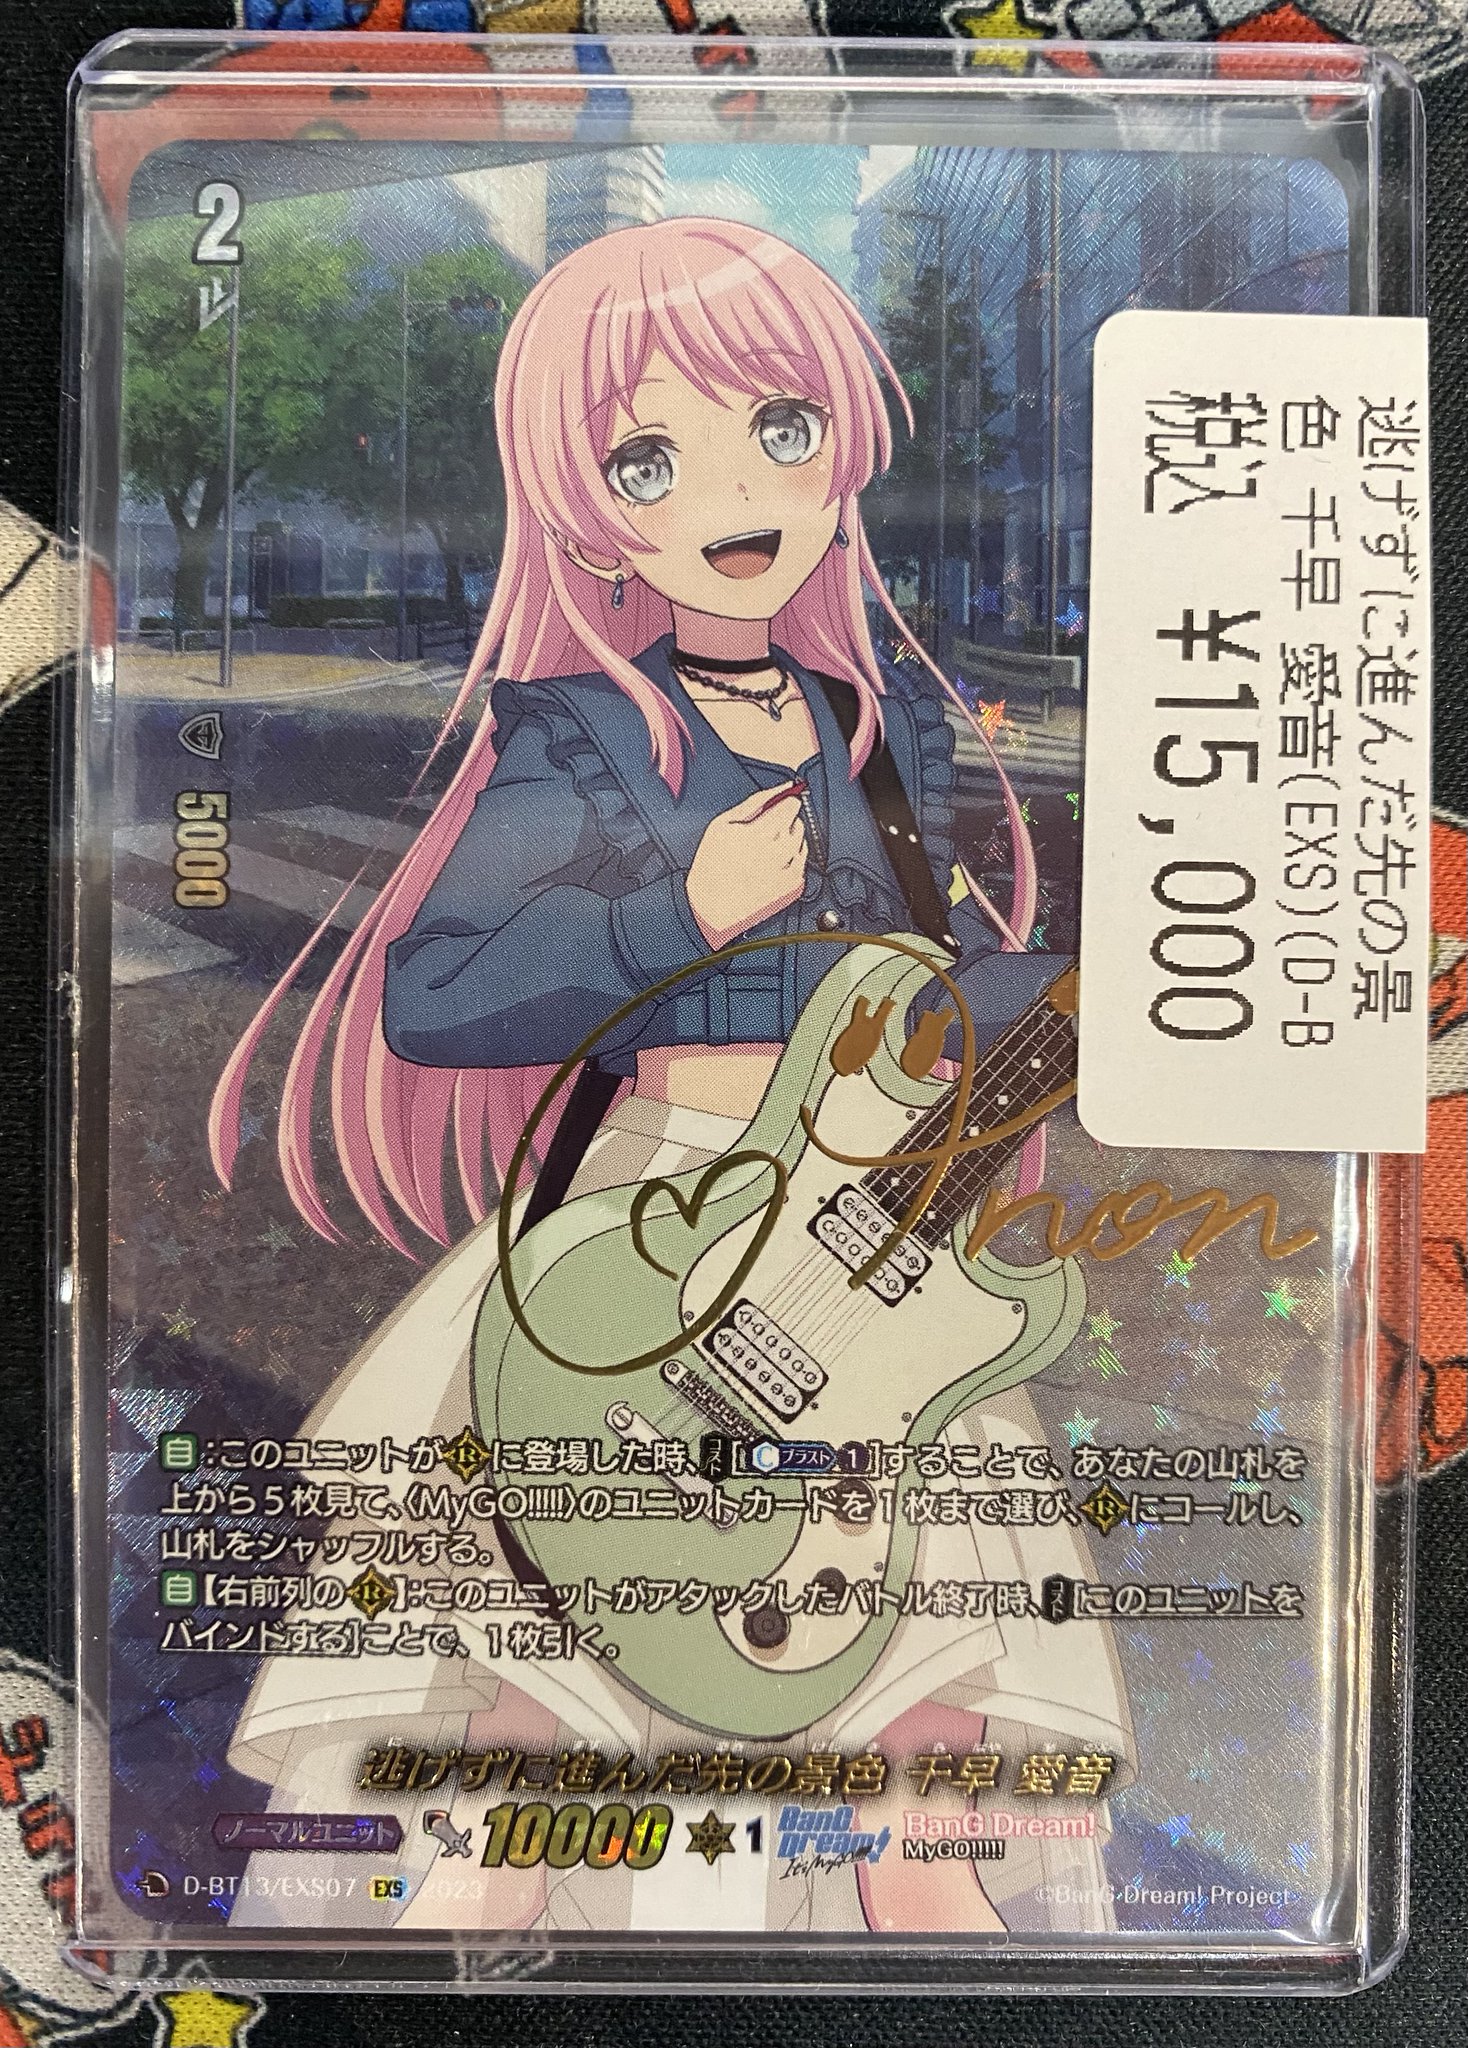 2
逃げずに進んだ先の景
色 千早 愛音(EXS)(D-B
税込 ¥15,000
5000
Anon
自:このユニットがRに登場した時、コスト[Cブラスト1]することで、あなたの山札を
上から5枚見て、〈MyGO!!!!!〉のユニットカードを1枚まで選び、Rにコールし、
山札をシャッフルする。
自【右前列のR】:このユニットがアタックしたバトル終了時、コスト[このユニットを
バインドする]ことで、1枚引く。
逃げずに進んだ先の景色 千早 愛音
ノーマルユニット 10000 1 BanG Dream! It's MyGO!!!!! BanG Dream!
MyGO!!!!!
D-BT13/EXS07 EXS 2023 ©BanG Dream! Project